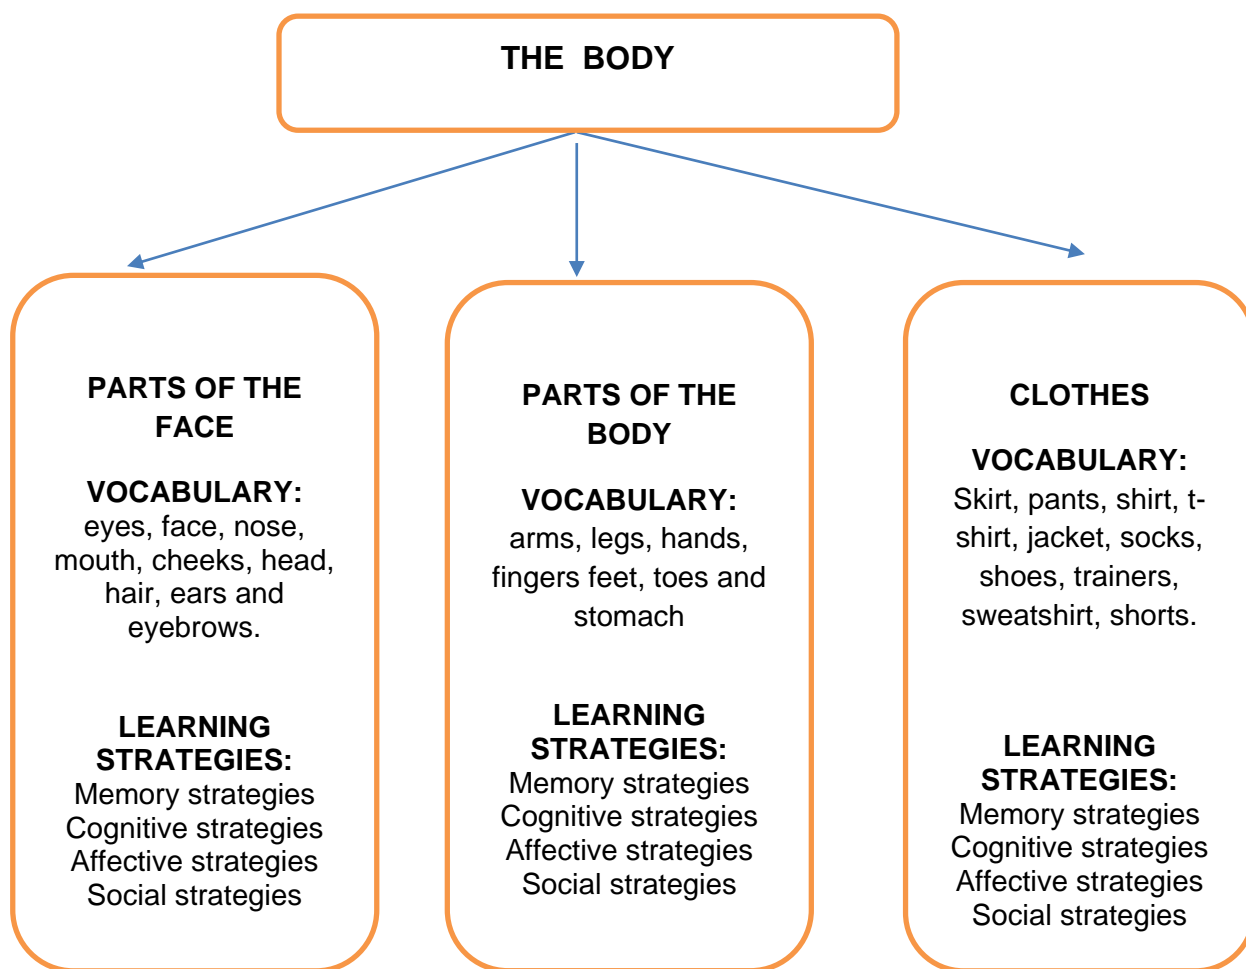 THE BODY
PARTS OF THE
FACE
VOCABULARY:
eyes, face, nose,
mouth, cheeks, head,
hair, ears and
eyebrows.
LEARNING
STRATEGIES:
Memory strategies
Cognitive strategies
Affective strategies
Social strategies
PARTS OF THE
BODY
VOCABULARY:
arms, legs, hands,
fingers feet, toes and
stomach
LEARNING
STRATEGIES:
Memory strategies
Cognitive strategies
Affective strategies
Social strategies
CLOTHES
VOCABULARY:
Skirt, pants, shirt, t-
shirt, jacket, socks,
shoes, trainers,
sweatshirt, shorts.
LEARNING
STRATEGIES:
Memory strategies
Cognitive strategies
Affective strategies
Social strategies